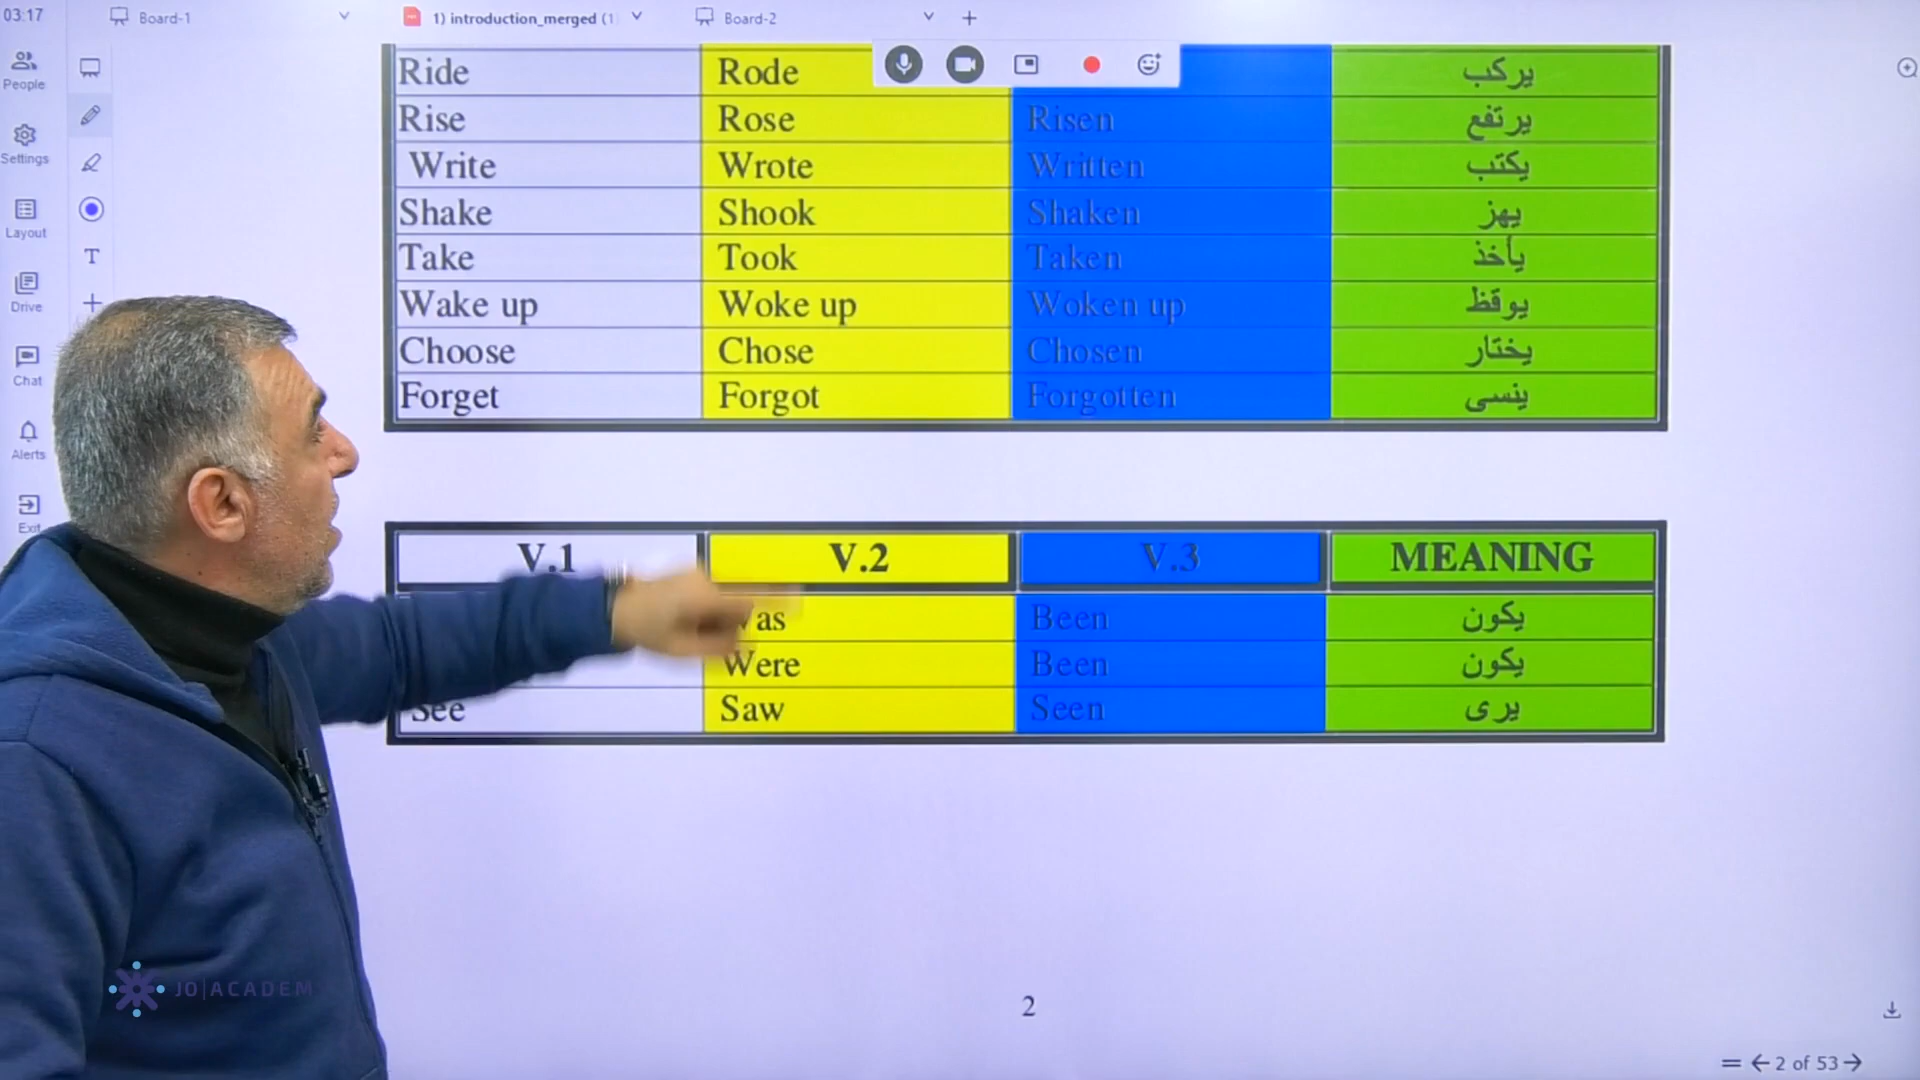 03:17
Board-1
1) introduction_merged (1
Board-2
People
Settings
Layout
Drive
Chat
Alerts
Exit
T
Ride Rode يركب
Rise Rose Risen يرتفع
Write Wrote Written يكتب
Shake Shook Shaken يهز
Take Took Taken يأخذ
Wake up Woke up Woken up يوقظ
Choose Chose Chosen يختار
Forget Forgot Forgotten ينسى
V.1 V.2 V.3 MEANING
Been يكون
Were Been يكون
See Saw Seen يرى
JO|ACADEM
2
2 of 53